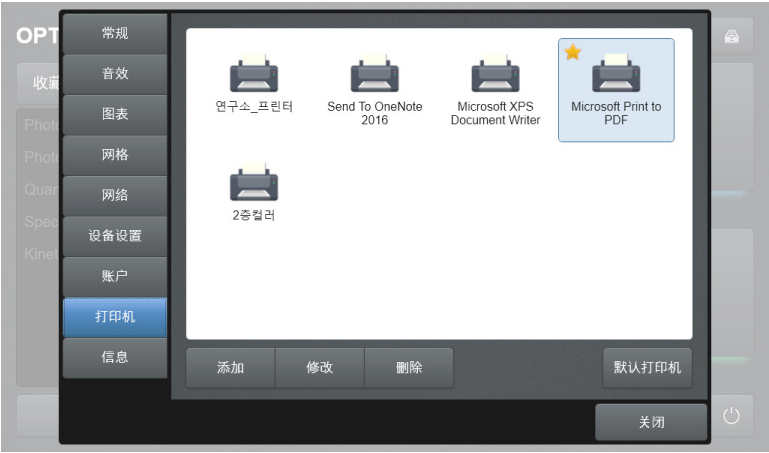 OPT
常规
收藏
音效
图表
网格
网络
设备设置
账户
打印机
信息
Phot
Phot
Quan
Spec
Kinet
연구소_프린터
Send To OneNote
2016
Microsoft XPS
Document Writer
Microsoft Print to
PDF
2층컬러
添加
修改
删除
默认打印机
关闭